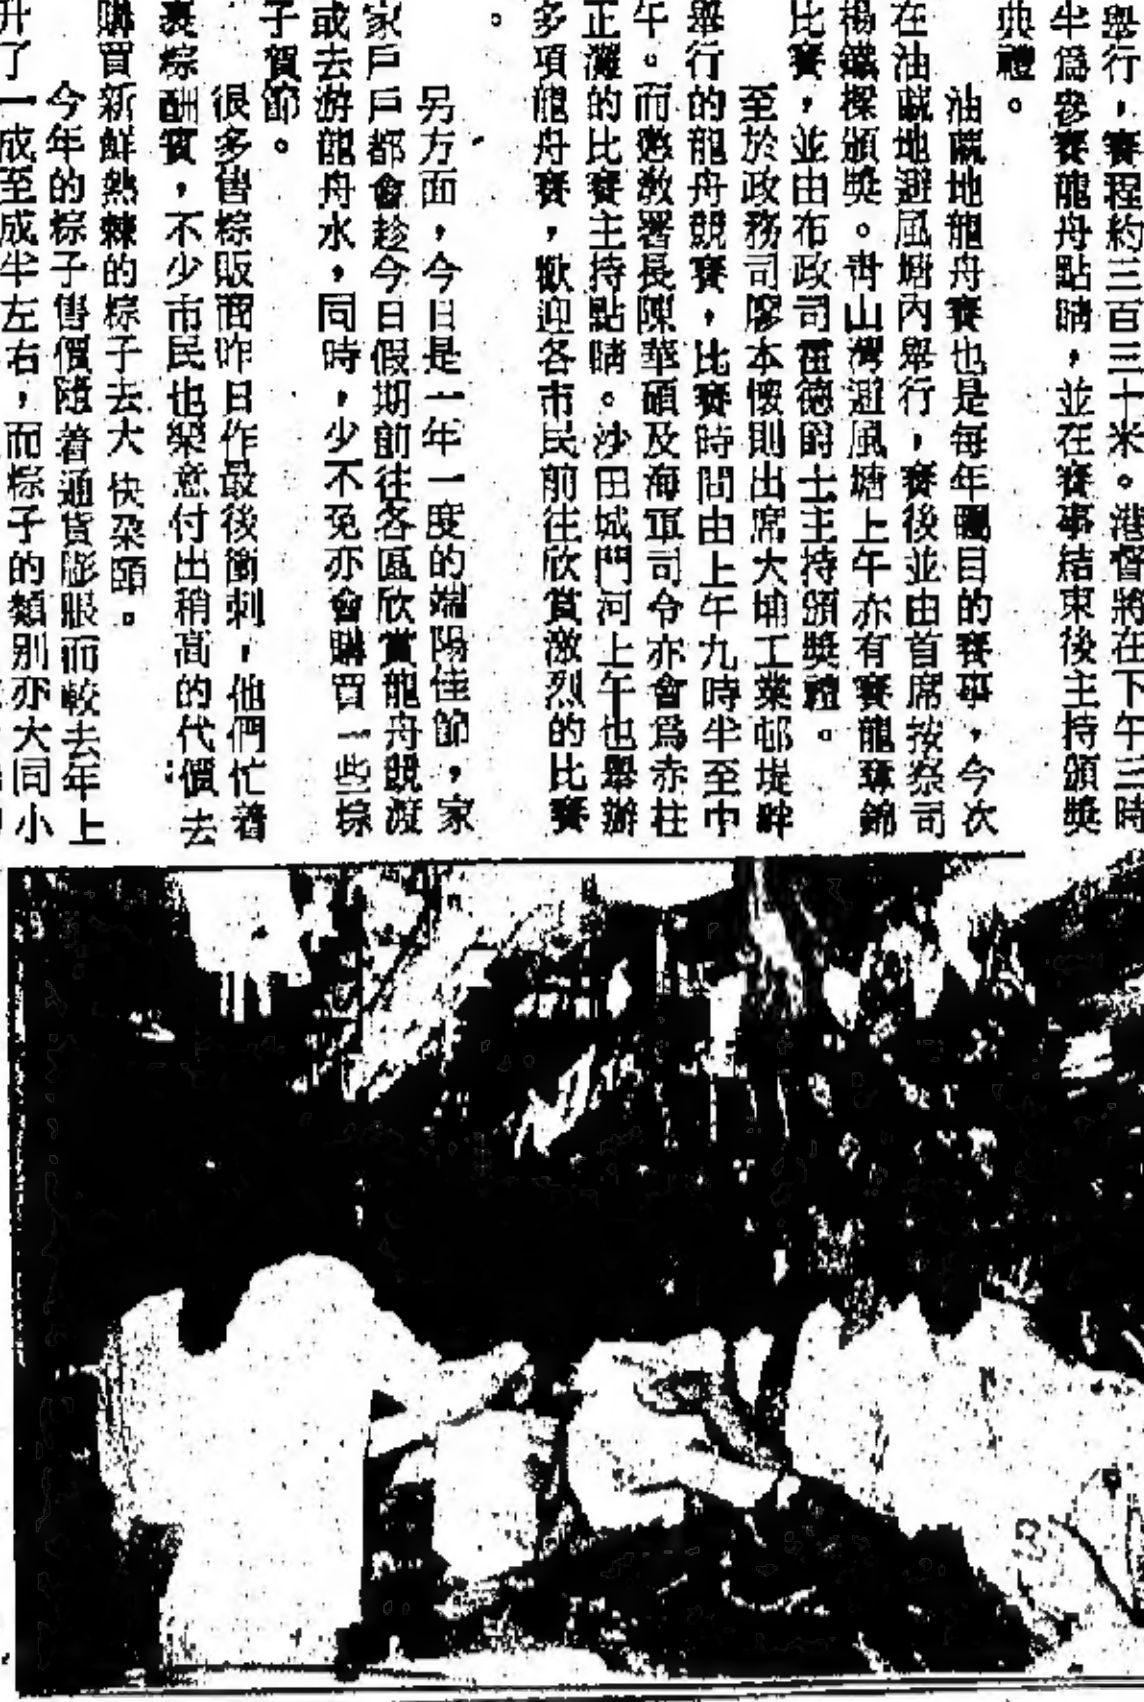 舉行，賽程約三百三十米。港督將在下午三時
半爲參賽龍舟點睛，並在賽事結束後主持頒獎
典禮。
油蔴地龍舟賽也是每年矚目的賽事，今次
在油蔴地避風塘內舉行，賽後並由首席按察司
楊鐵樑頒獎。青山灣避風塘上午亦有賽龍奪錦
比賽，並由布政司霍德爵士主持頒獎禮。
至於政務司廖本懷則出席大埔工業邨堤畔
舉行的龍舟競賽，比賽時間由上午九時半至中
午。而懲敎署長陳華碩及海軍司令亦會爲赤柱
正灘的比賽主持點睛。沙田城門河上午也舉辦
多項龍舟賽，歡迎各市民前往欣賞激烈的比賽
。
另方面，今日是一年一度的端陽佳節，家
家戶戶都會趁今日假期前往各區欣賞龍舟競渡
或去游龍舟水，同時，少不免亦會購買一些粽
子賀節。
很多售粽販商昨日作最後衝刺，他們忙着
裹粽酬賓，不少市民也樂意付出稍高的代價去
購買新鮮熱辣的粽子去大快朶頤。
今年的粽子售價隨着通貨膨脹而較去年上
升了一成至成半左右，而粽子的類別亦大同小